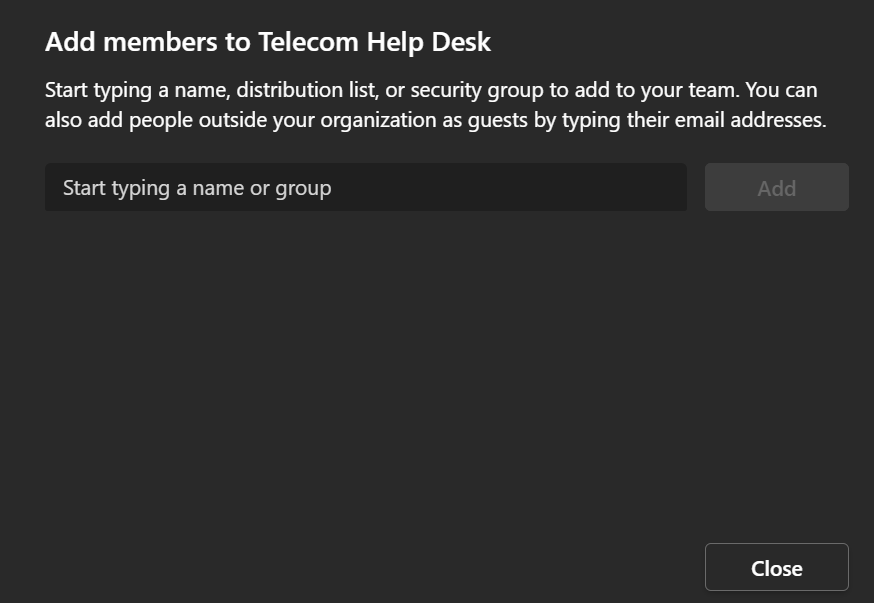 Add members to Telecom Help Desk
Start typing a name, distribution list, or security group to add to your team. You can
also add people outside your organization as guests by typing their email addresses.
Start typing a name or group
Add
Close